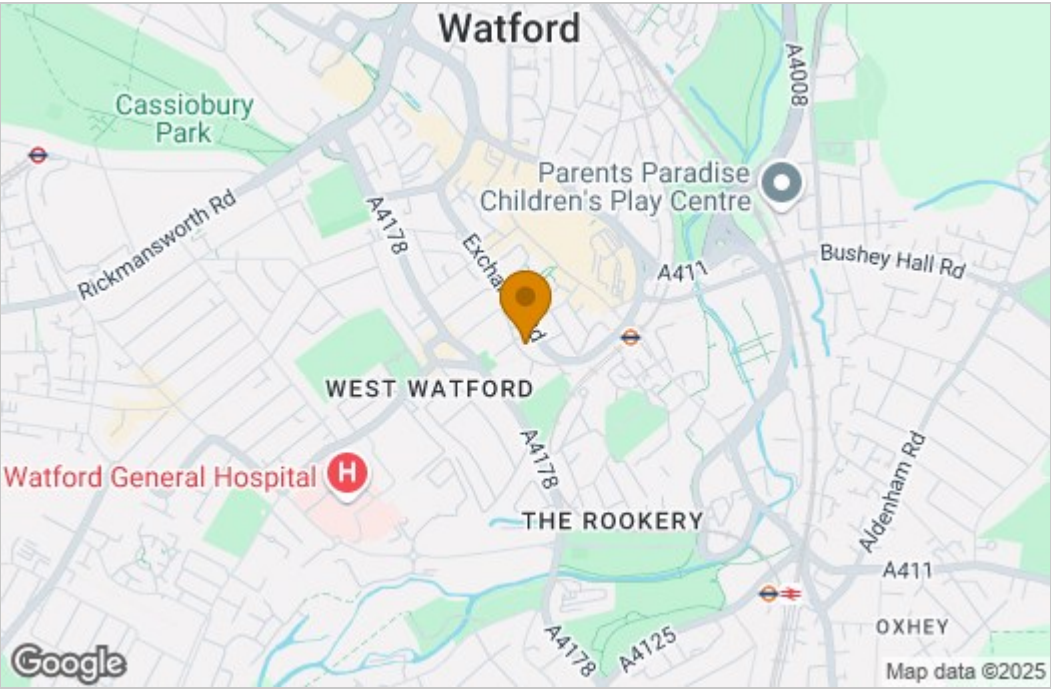 Watford
A4008
Cassiobury
Park
Parents Paradise
Children's Play Centre
Rickmansworth Rd
A4178
Bushey Hall Rd
A411
WEST WATFORD
A4178
Watford General Hospital
H
Aldenham Rd
THE ROOKERY
A411
OXHEY
A4178
A4125
Google
Map data ©2025